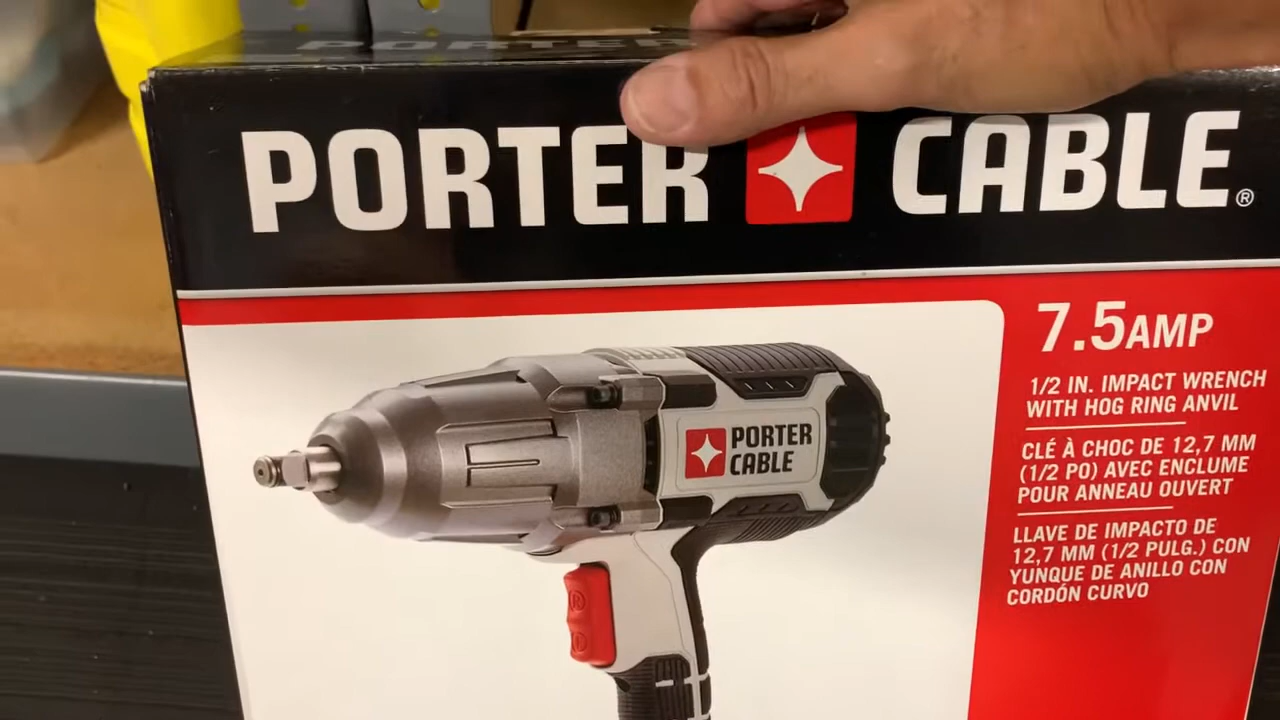 PORTER
PORTER CABLE®
7.5AMP
1/2 IN. IMPACT WRENCH
WITH HOG RING ANVIL
CLÉ À CHOC DE 12,7 MM
(1/2 PO) AVEC ENCLUME
POUR ANNEAU OUVERT
LLAVE DE IMPACTO DE
12,7 MM (1/2 PULG.) CON
YUNQUE DE ANILLO CON
CORDÓN CURVO
PORTER
CABLE